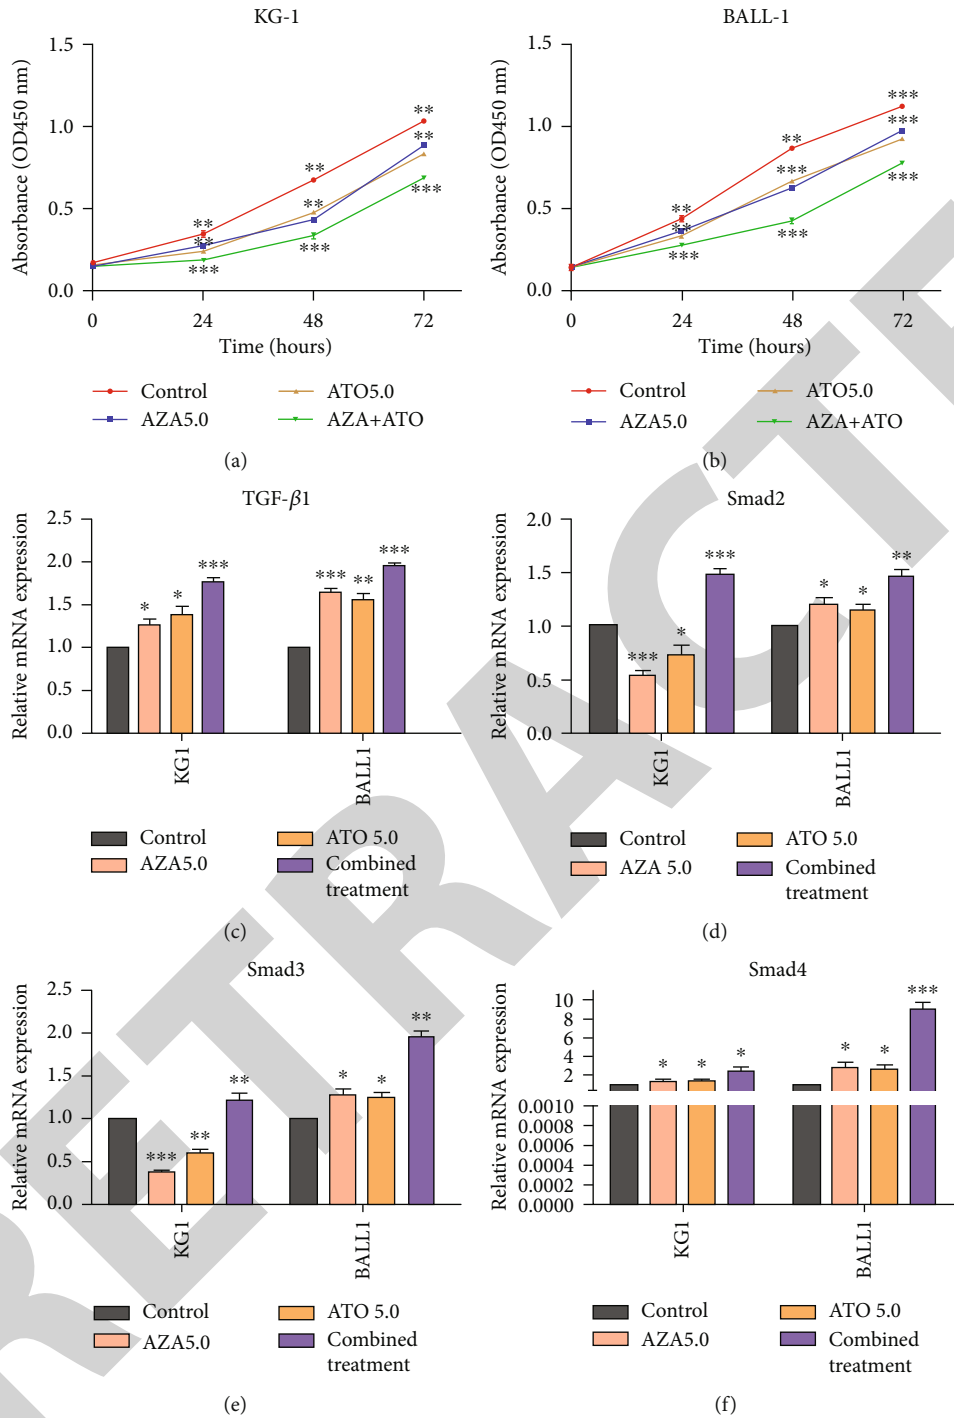 KG-1
Absorbance (OD450 nm)
1.5
1.0
0.5
0.0
** ** ** ** ** ** **
*** *** ***
0 24 48 72
Time (hours)
Control
AZA5.0
ATO5.0
AZA+ATO
(a)
BALL-1
Absorbance (OD450 nm)
1.5
1.0
0.5
0.0
** ** ** *** *** ***
*** *** ***
0 24 48 72
Time (hours)
Control
AZA5.0
ATO5.0
AZA+ATO
(b)
TGF-β1
Relative mRNA expression
2.5
2.0
1.5
1.0
0.5
0.0
* * *** *** ** ***
KG1
BALL1
Control
AZA5.0
ATO 5.0
Combined
treatment
(c)
Smad2
Relative mRNA expression
2.0
1.5
1.0
0.5
0.0
*** * *** * * **
KG1
BALL1
Control
AZA 5.0
ATO 5.0
Combined
treatment
(d)
Smad3
Relative mRNA expression
2.5
2.0
1.5
1.0
0.5
0.0
*** ** ** * * **
KG1
BALL1
Control
AZA5.0
ATO 5.0
Combined
treatment
(e)
Smad4
Relative mRNA expression
10
8
6
4
2
0.0010
0.0008
0.0006
0.0004
0.0002
0.0000
* * * * * ***
KG1
BALL1
Control
AZA5.0
ATO 5.0
Combined
treatment
(f)
RETRACTE